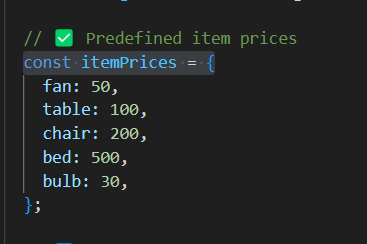 // ✅ Predefined item prices
const itemPrices = {
  fan: 50,
  table: 100,
  chair: 200,
  bed: 500,
  bulb: 30,
};